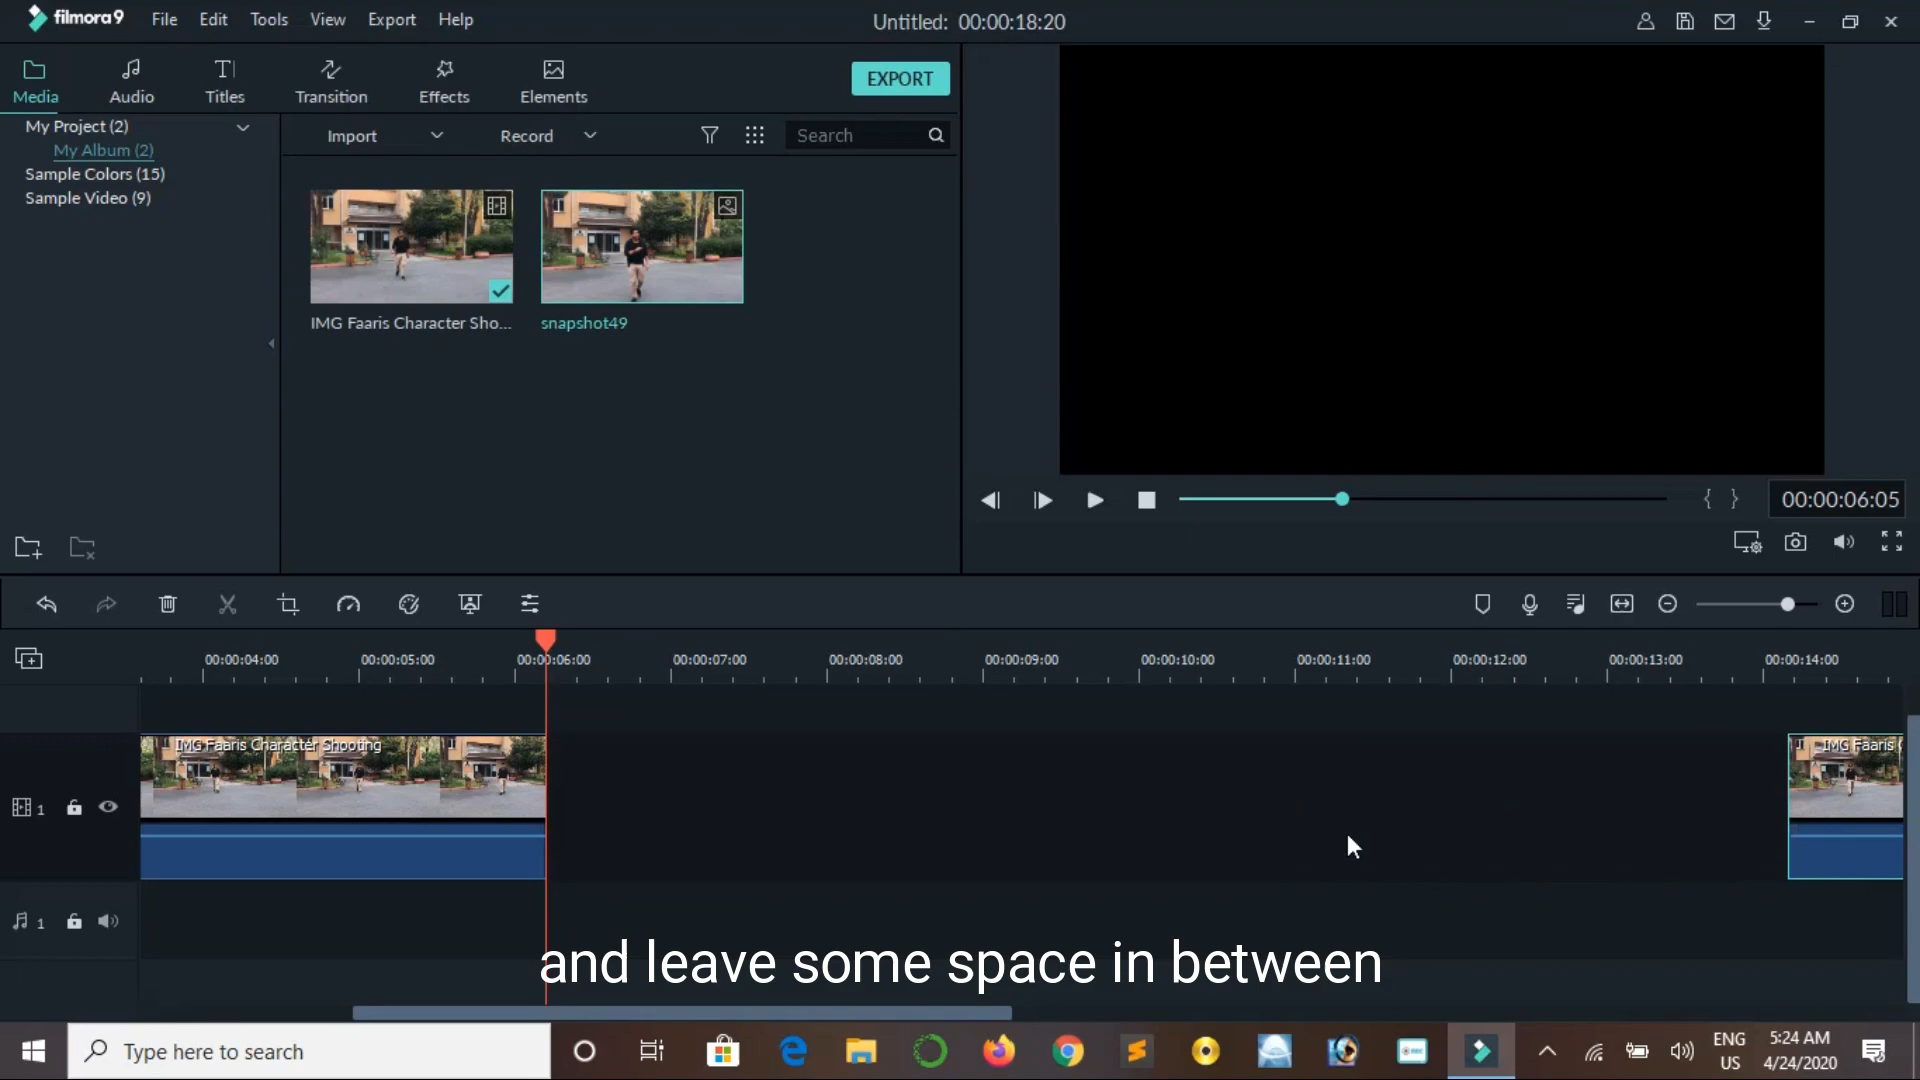 filmora9 File Edit Tools View Export Help Untitled: 00:00:18:20
Media Audio Titles Transition Effects Elements EXPORT
My Project (2)
My Album (2)
Sample Colors (15)
Sample Video (9)
Import Record Search
IMG Faaris Character Sho... snapshot49
00:00:06:05
00:00:04:00 00:00:05:00 00:00:06:00 00:00:07:00 00:00:08:00 00:00:09:00 00:00:10:00 00:00:11:00 00:00:12:00 00:00:13:00 00:00:14:00
IMG Faaris Character Shooting IMG Faaris
1
1
and leave some space in between
Type here to search ENG 5:24 AM
US 4/24/2020